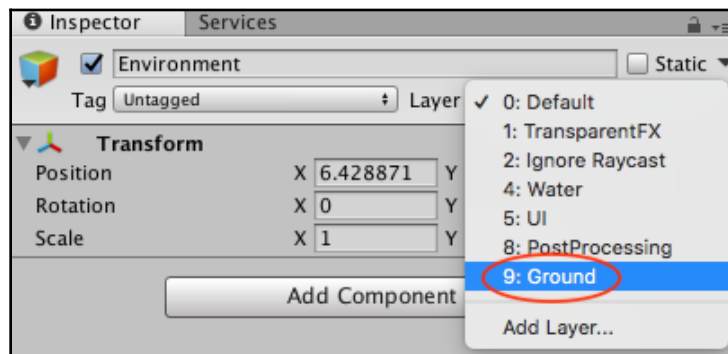 Inspector Services
Environment Static
Tag Untagged Layer ✓ 0: Default
1: TransparentFX
Transform
2: Ignore Raycast
Position X 6.428871 Y
4: Water
Rotation X 0 Y
5: UI
Scale X 1 Y
8: PostProcessing
9: Ground
Add Component
Add Layer...